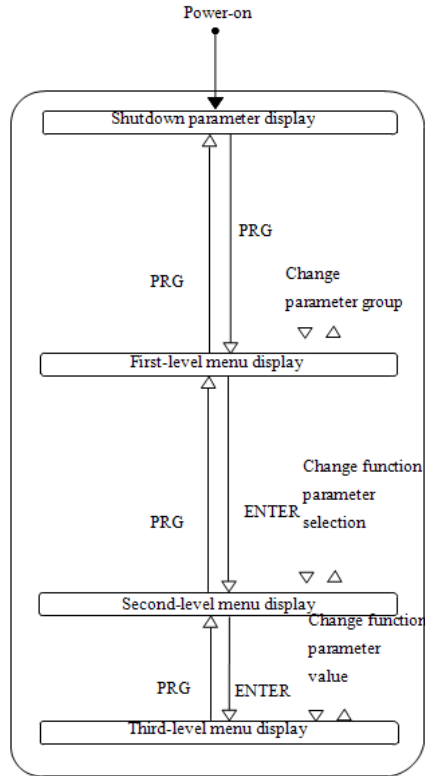 Power-on
Shutdown parameter display
PRG
PRG
Change
parameter group
First-level menu display
Change function
parameter
selection
ENTER
PRG
Second-level menu display
Change function
parameter
value
PRG
ENTER
Third-level menu display